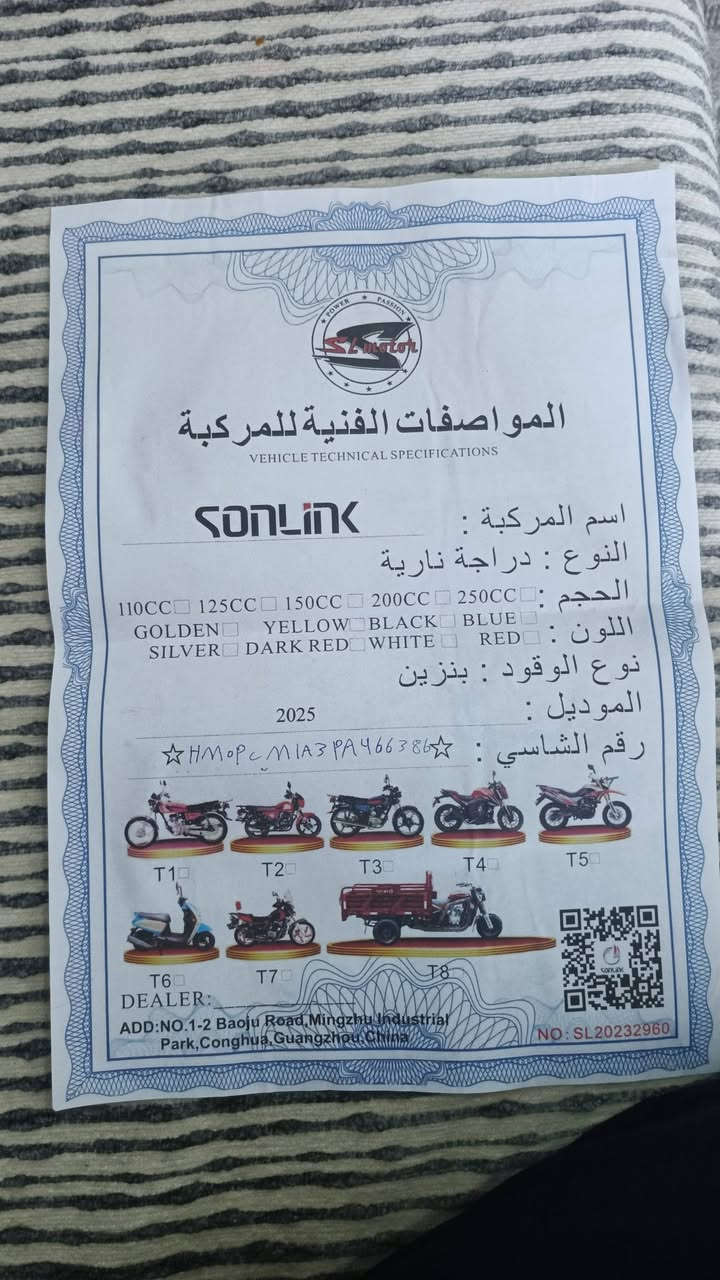 POWER ★ PASSION
SL motor
المواصفات الفنية للمركبة
VEHICLE TECHNICAL SPECIFICATIONS
اسم المركبة : SONLINK
النوع : دراجة نارية
الحجم : 110CC□ 125CC□ 150CC□ 200CC□ 250CC□
اللون : GOLDEN□ YELLOW□ BLACK□ BLUE□
SILVER□ DARK RED□ WHITE□ RED□
نوع الوقود : بنزين
الموديل : 2025
رقم الشاسي :
T1□ T2□ T3□ T4□ T5□
T6□ T7□ T8
SONLINK
DEALER:
ADD:NO.1-2 Baoju Road,Mingzhu Industrial
Park,Conghua,Guangzhou,China
NO: SL20232960